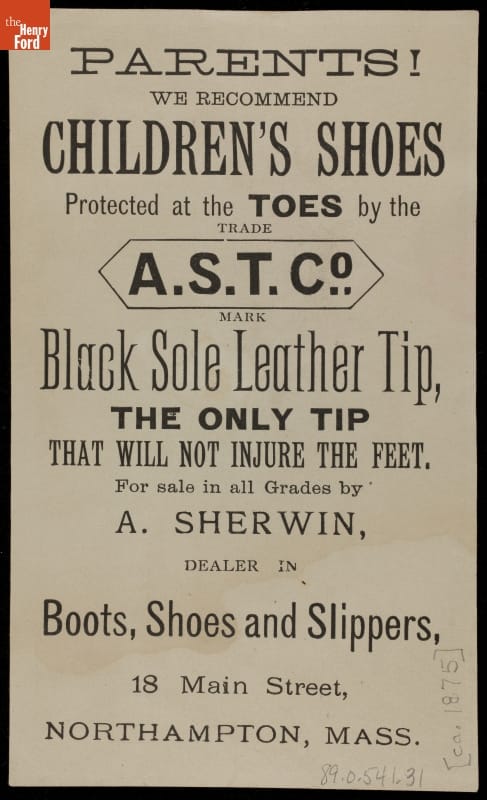 the
Henry
Ford
PARENTS!
WE RECOMMEND
CHILDREN'S SHOES
Protected at the TOES by the
TRADE
A.S.T. Co.
MARK
Black Sole Leather Tip,
THE ONLY TIP
THAT WILL NOT INJURE THE FEET.
For sale in all Grades by
A. SHERWIN,
DEALER IN
Boots, Shoes and Slippers,
18 Main Street,
NORTHAMPTON, MASS.
[ca. 1875]
89.0.541.31